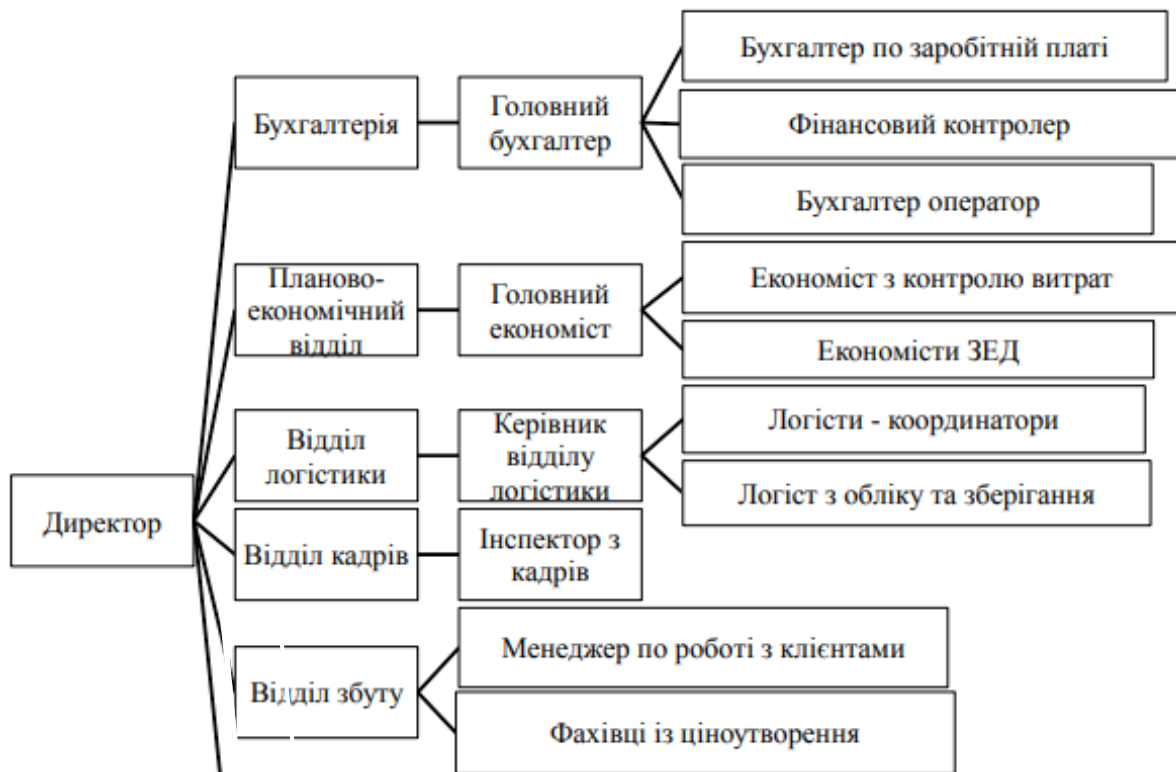 Бухгалтер по заробітній платі
Бухгалтерія
Головний
бухгалтер
Фінансовий контролер
Бухгалтер оператор
Планово-
економічний
відділ
Головний
економіст
Економіст з контролю витрат
Економісти ЗЕД
Відділ
логістики
Керівник
відділу
логістики
Логісти - координатори
Логіст з обліку та зберігання
Директор
Відділ кадрів
Інспектор з
кадрів
Відділ збуту
Менеджер по роботі з клієнтами
Фахівці із ціноутворення